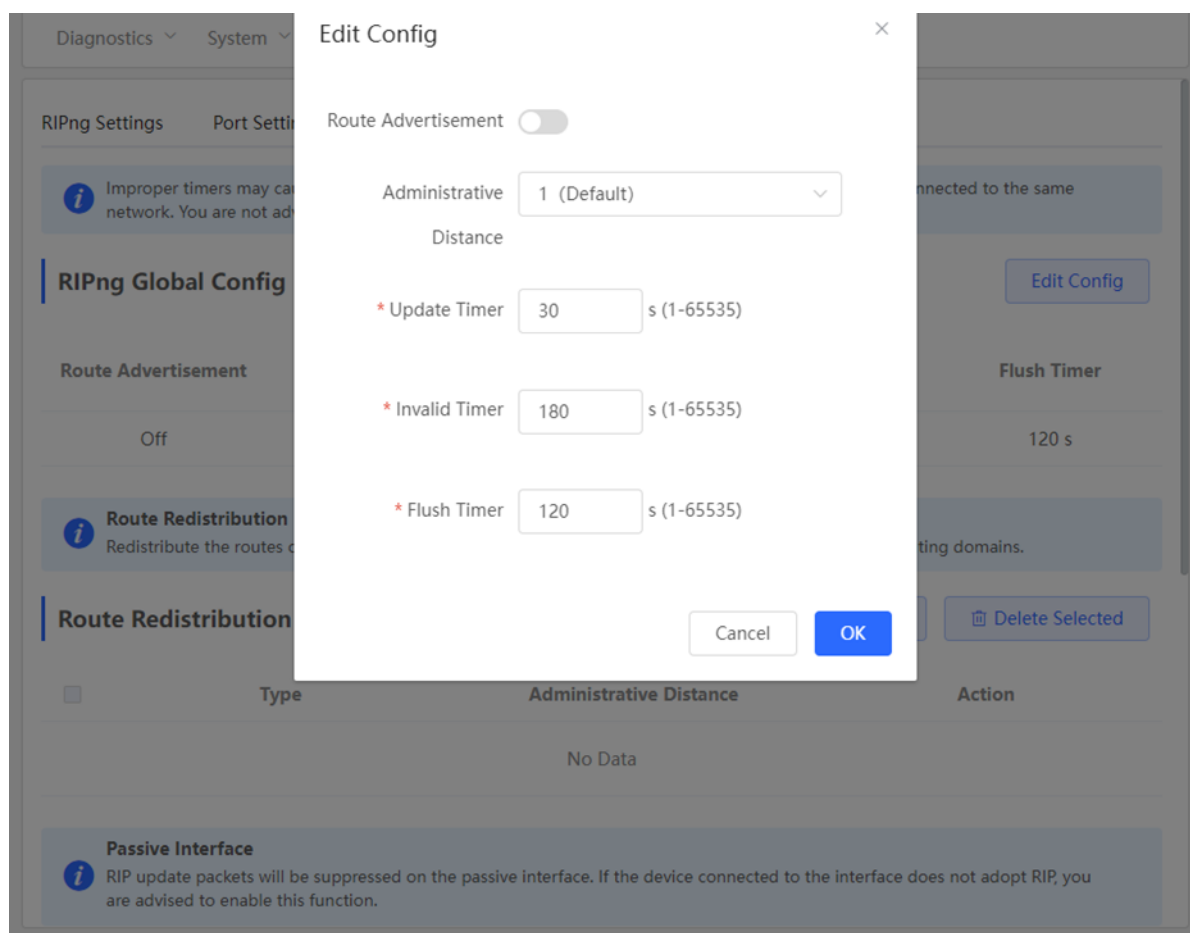 Diagnostics System
Edit Config
RIPng Settings Port Settin
Route Advertisement
Improper timers may cau nnected to the same
network. You are not adv
Administrative 1 (Default)
Distance
RIPng Global Config
Edit Config
* Update Timer 30 s (1-65535)
Route Advertisement Flush Timer
* Invalid Timer 180 s (1-65535)
Off 120 s
* Flush Timer 120 s (1-65535)
Route Redistribution
Redistribute the routes o ting domains.
Route Redistribution Delete Selected
Cancel OK
Type Administrative Distance Action
No Data
Passive Interface
RIP update packets will be suppressed on the passive interface. If the device connected to the interface does not adopt RIP, you
are advised to enable this function.